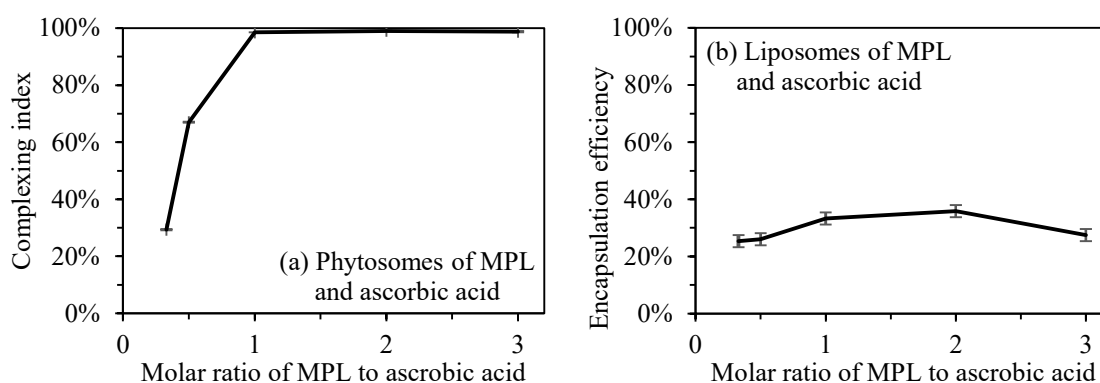 100%
80%
60%
40%
20%
0%
Complexing index
(a) Phytosomes of MPL
and ascorbic acid
0
1
2
3
Molar ratio of MPL to ascrobic acid
100%
80%
60%
40%
20%
0%
Encapsulation efficiency
(b) Liposomes of MPL
and ascorbic acid
0
1
2
3
Molar ratio of MPL to ascrobic acid